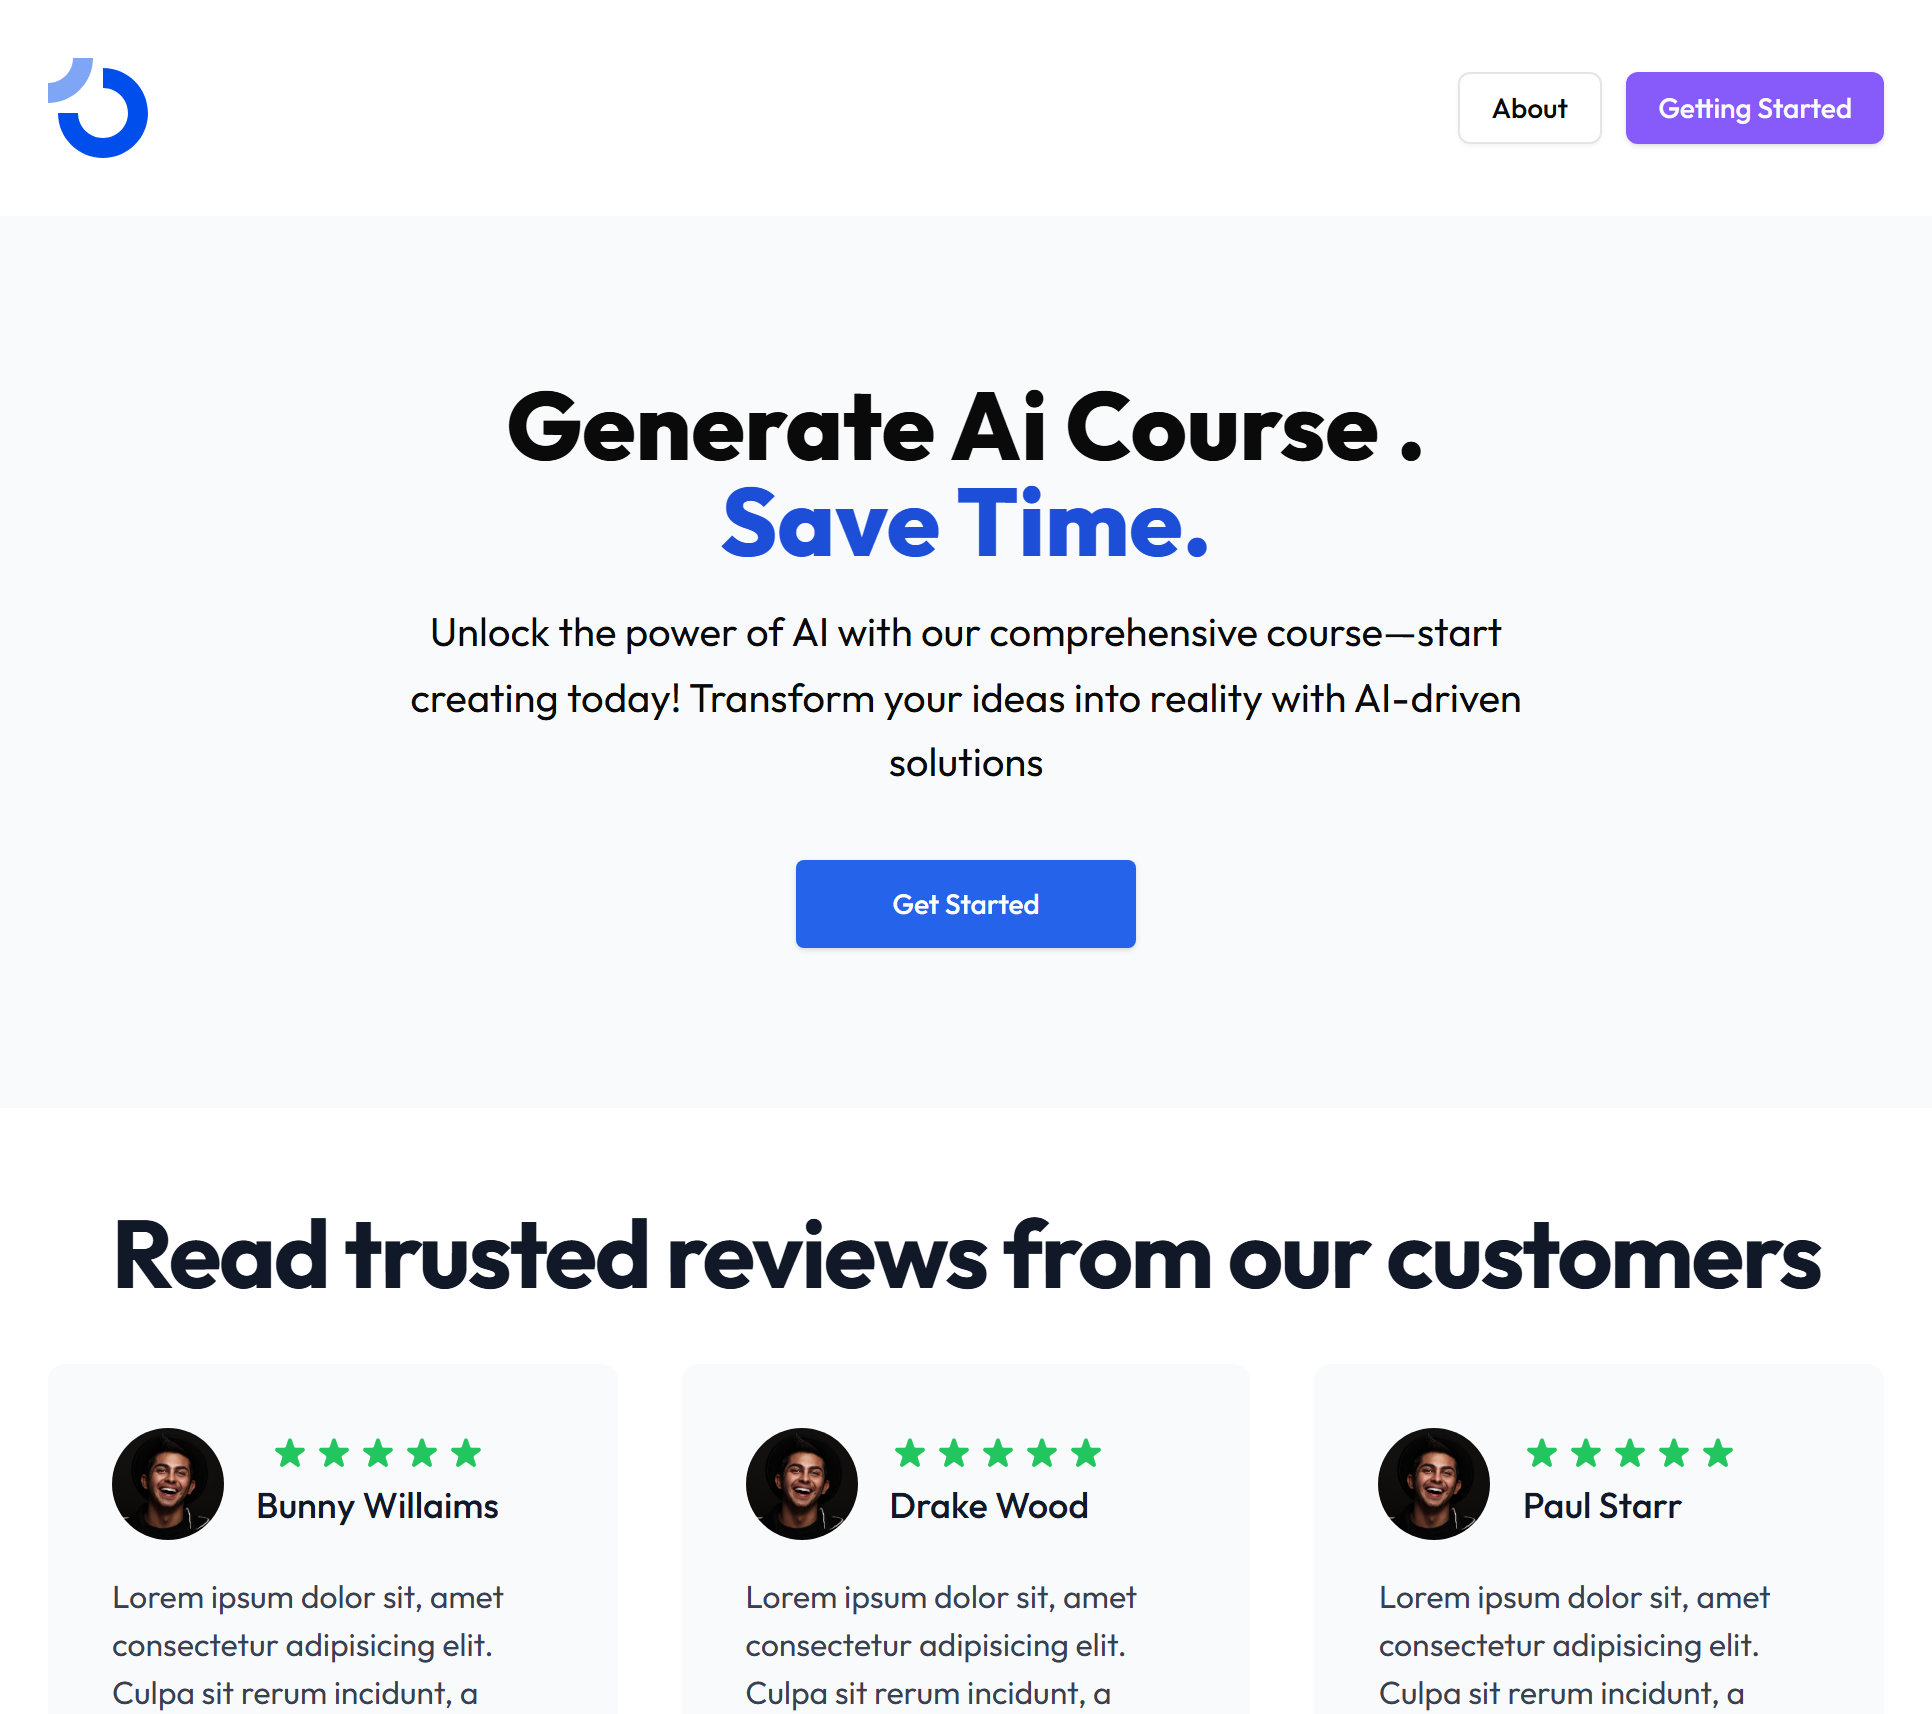 About
Getting Started
Generate Ai Course .
Save Time.
Unlock the power of AI with our comprehensive course—start
creating today! Transform your ideas into reality with AI-driven
solutions
Get Started
Read trusted reviews from our customers
Bunny Willaims
Lorem ipsum dolor sit, amet
consectetur adipisicing elit.
Culpa sit rerum incidunt, a
Drake Wood
Lorem ipsum dolor sit, amet
consectetur adipisicing elit.
Culpa sit rerum incidunt, a
Paul Starr
Lorem ipsum dolor sit, amet
consectetur adipisicing elit.
Culpa sit rerum incidunt, a